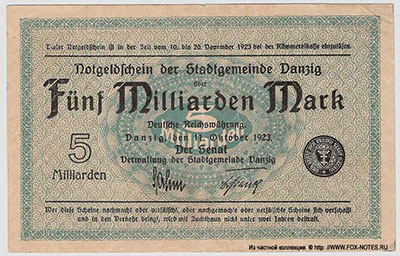 Dieser Notgeldschein ist in der Zeit vom 10. bis 20. November 1923 bei der Kämmereikasse einzulösen.
Notgeldschein der Stadtgemeinde Danzig
über
Fünf Milliarden Mark
Deutsche Reichswährung.
Danzig, den 11. Oktober 1923.
Der Senat
Verwaltung der Stadtgemeinde Danzig
5
Milliarden
Wer diese Scheine nachmacht oder verfälscht, oder nachgemachte oder verfälschte Scheine sich verschafft
und in den Verkehr bringt, wird mit Zuchthaus nicht unter zwei Jahren bestraft.
Из частной коллекции. © http://WWW.FOX-NOTES.RU